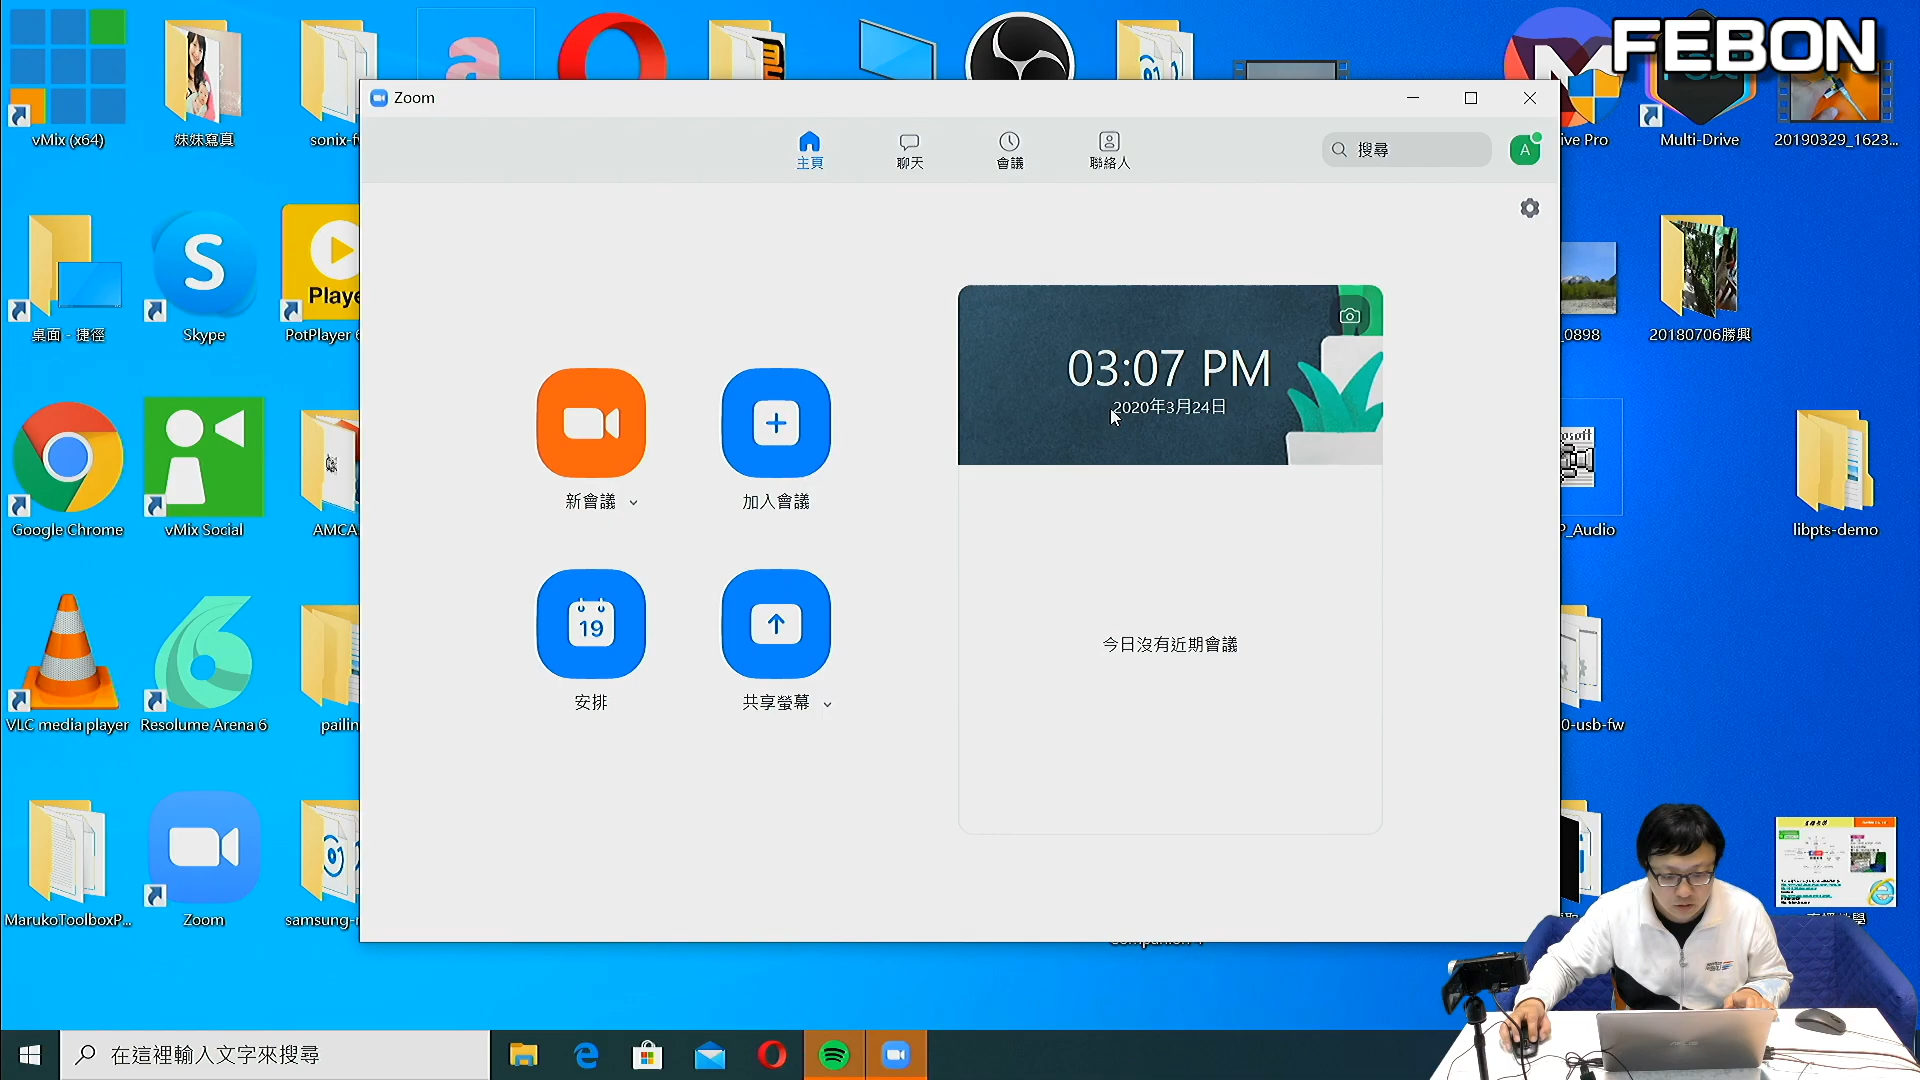 FEBON
vMix (x64)
妹妹寫真
Multi-Drive
20190329_1623...
Zoom
主頁
聊天
會議
聯絡人
搜尋
A
桌面 - 捷徑
Skype
PotPlayer
_0898
20180706勝興
03:07 PM
2020年3月24日
新會議
加入會議
Google Chrome
vMix Social
AMCA
P_Audio
libpts-demo
19
安排
共享螢幕
今日沒有近期會議
VLC media player
Resolume Arena 6
0-usb-fw
MarukoToolboxP...
Zoom
samsung-
在這裡輸入文字來搜尋